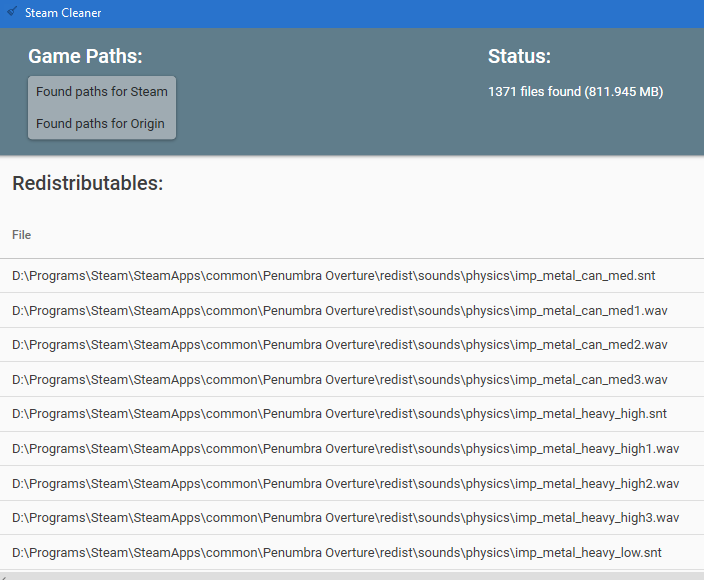 Steam Cleaner
Game Paths:
Found paths for Steam
Found paths for Origin
Status:
1371 files found (811.945 MB)
Redistributables:
File
D:\Programs\Steam\SteamApps\common\Penumbra Overture\redist\sounds\physics\imp_metal_can_med.snt
D:\Programs\Steam\SteamApps\common\Penumbra Overture\redist\sounds\physics\imp_metal_can_med1.wav
D:\Programs\Steam\SteamApps\common\Penumbra Overture\redist\sounds\physics\imp_metal_can_med2.wav
D:\Programs\Steam\SteamApps\common\Penumbra Overture\redist\sounds\physics\imp_metal_can_med3.wav
D:\Programs\Steam\SteamApps\common\Penumbra Overture\redist\sounds\physics\imp_metal_heavy_high.snt
D:\Programs\Steam\SteamApps\common\Penumbra Overture\redist\sounds\physics\imp_metal_heavy_high1.wav
D:\Programs\Steam\SteamApps\common\Penumbra Overture\redist\sounds\physics\imp_metal_heavy_high2.wav
D:\Programs\Steam\SteamApps\common\Penumbra Overture\redist\sounds\physics\imp_metal_heavy_high3.wav
D:\Programs\Steam\SteamApps\common\Penumbra Overture\redist\sounds\physics\imp_metal_heavy_low.snt